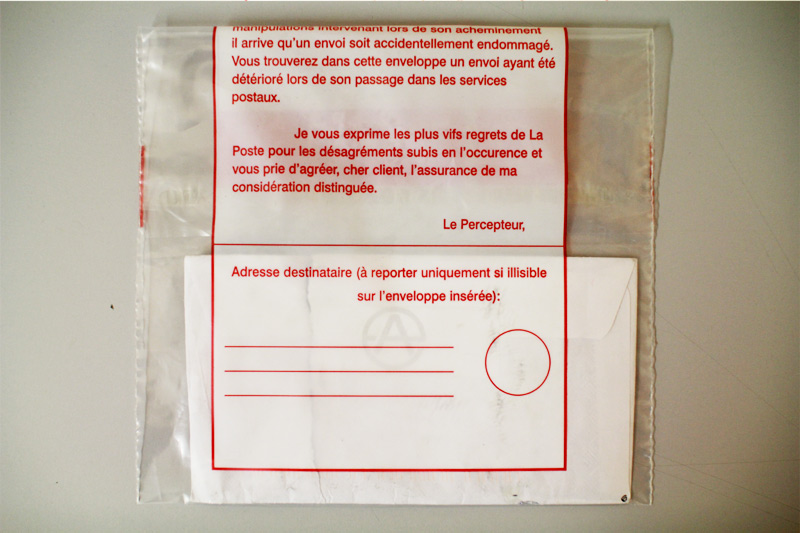 manipulations intervenant lors de son acheminement
il arrive qu'un envoi soit accidentellement endommagé.
Vous trouverez dans cette enveloppe un envoi ayant été
détérioré lors de son passage dans les services
postaux.
Je vous exprime les plus vifs regrets de La
Poste pour les désagréments subis en l'occurence et
vous prie d'agréer, cher client, l'assurance de ma
considération distinguée.
Le Percepteur,
Adresse destinataire (à reporter uniquement si illisible
sur l'enveloppe insérée):